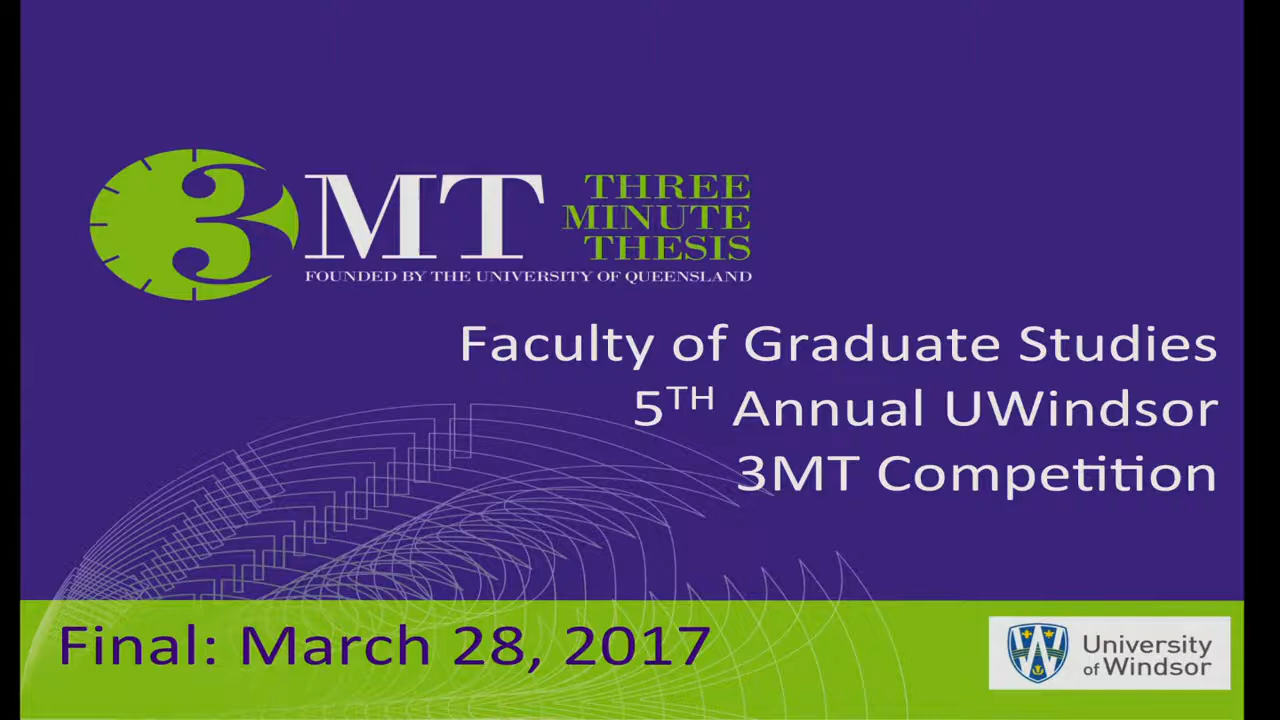 3MT THREE
MINUTE
THESIS
FOUNDED BY THE UNIVERSITY OF QUEENSLAND
Faculty of Graduate Studies
5TH Annual UWindsor
3MT Competition
Final: March 28, 2017
University
of Windsor